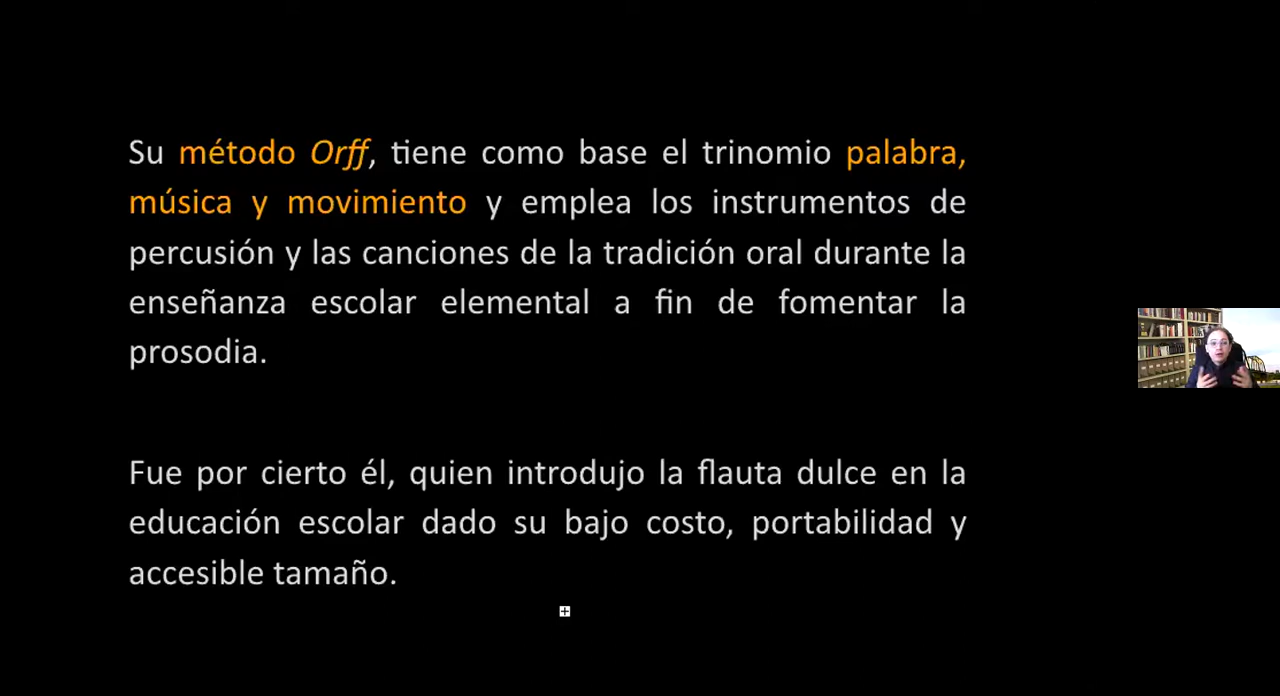 Su método Orff, tiene como base el trinomio palabra,
música y movimiento y emplea los instrumentos de
percusión y las canciones de la tradición oral durante la
enseñanza escolar elemental a fin de fomentar la
prosodia.
Fue por cierto él, quien introdujo la flauta dulce en la
educación escolar dado su bajo costo, portabilidad y
accesible tamaño.